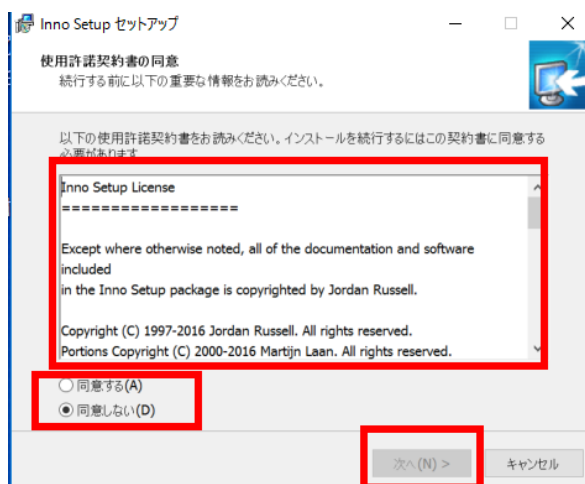 Inno Setup セットアップ
使用許諾契約書の同意
続行する前に以下の重要な情報をお読みください。
以下の使用許諾契約書をお読みください。インストールを続行するにはこの契約書に同意する
必要があります
Inno Setup License
==================
Except where otherwise noted, all of the documentation and software
included
in the Inno Setup package is copyrighted by Jordan Russell.
Copyright (C) 1997-2016 Jordan Russell. All rights reserved.
Portions Copyright (C) 2000-2016 Martijn Laan. All rights reserved.
同意する(A)
同意しない(D)
次へ(N) >
キャンセル